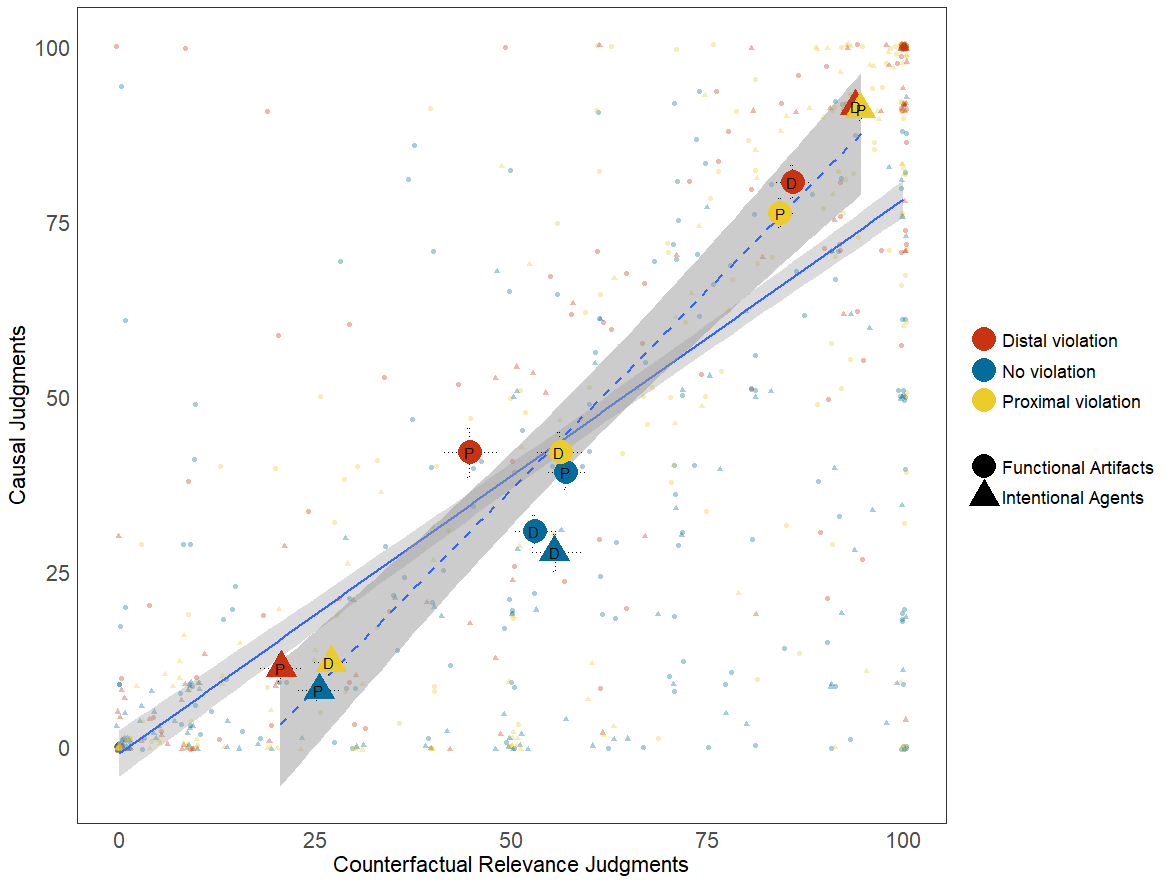 100
75
50
25
0
Causal Judgments
D
P
D
P
P
D
P
D
D
P
D
P
0
25
50
75
100
Counterfactual Relevance Judgments
Distal violation
No violation
Proximal violation
Functional Artifacts
Intentional Agents